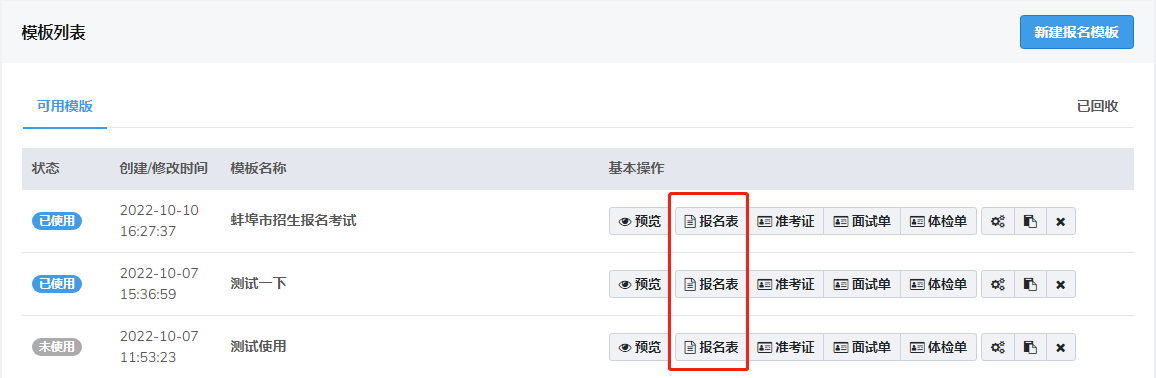 模板列表
新建报名模板
可用模版
已回收
状态 创建/修改时间 模板名称 基本操作
已使用 2022-10-10 16:27:37 蚌埠市招生报名考试 预览 报名表 准考证 面试单 体检单
已使用 2022-10-07 15:36:59 测试一下 预览 报名表 准考证 面试单 体检单
未使用 2022-10-07 11:53:23 测试使用 预览 报名表 准考证 面试单 体检单